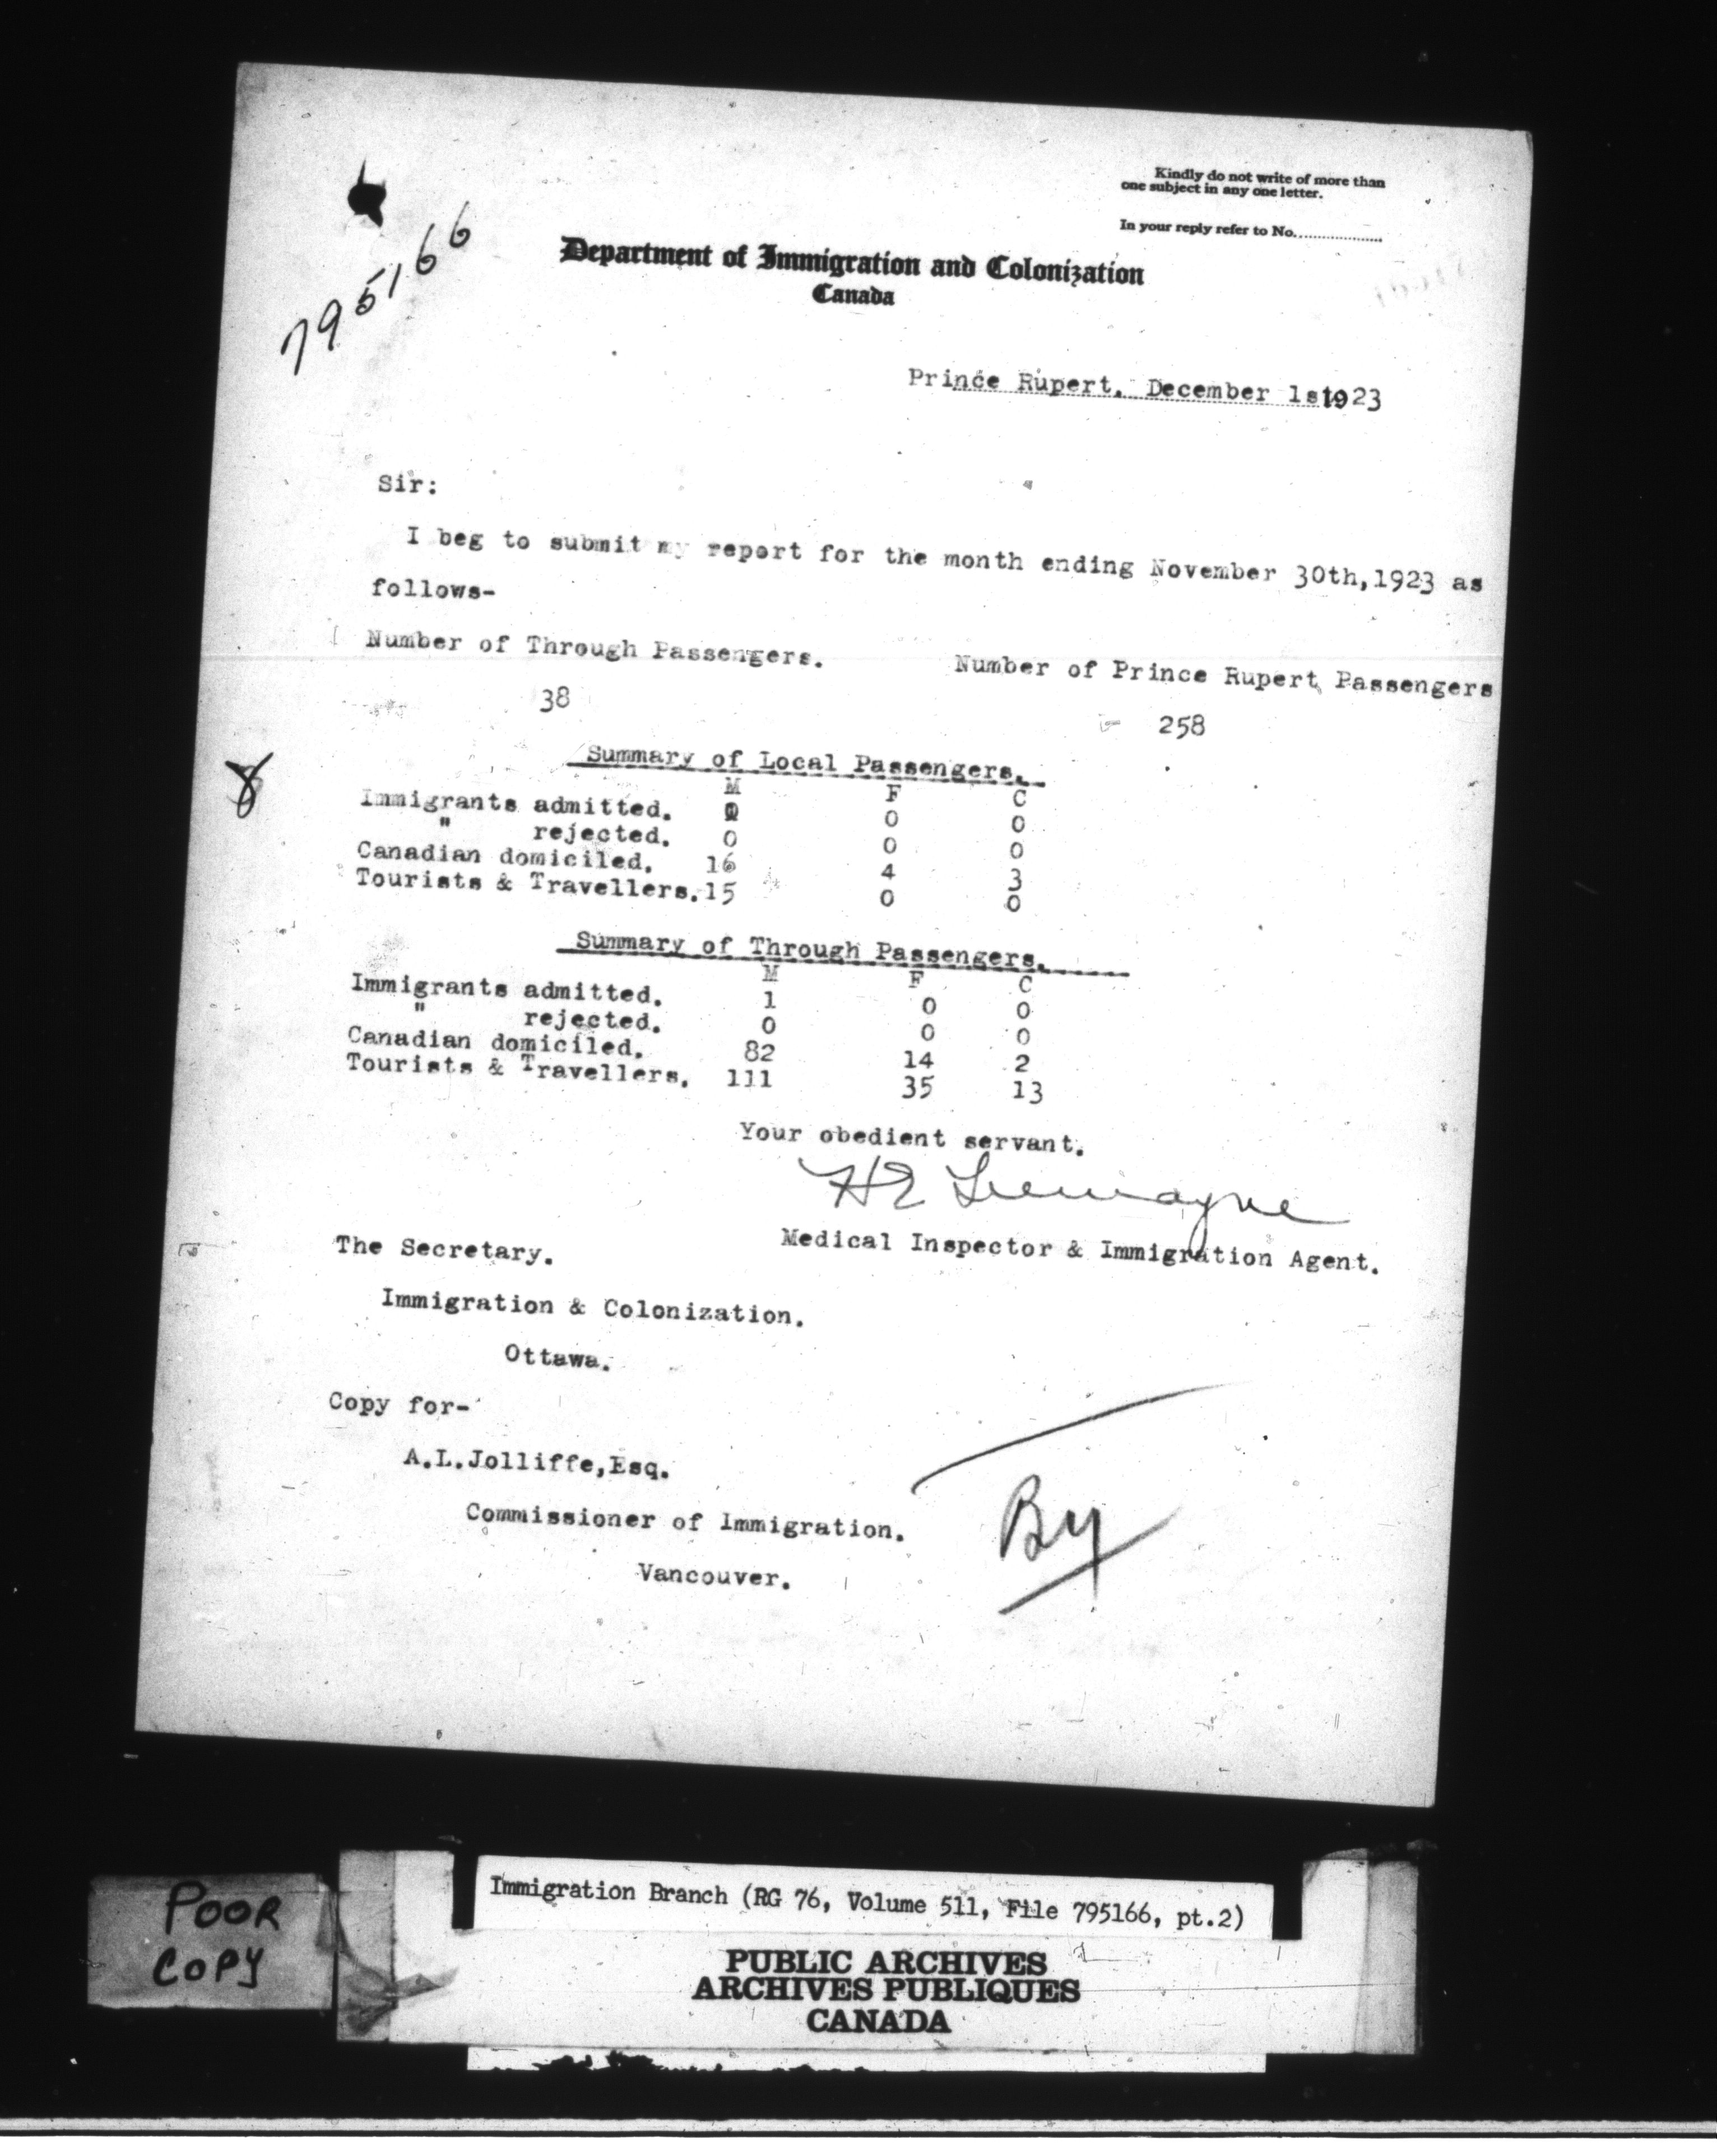 Kindly do not write of more than
one subject in any one letter.
In your reply refer to No...................
795166
Department of Immigration and Colonization
Canada
Prince Rupert. December 1st1923
Sir:
I beg to submit my report for the month ending November 30th,1923 as
follows-
Number of Through Passengers. Number of Prince Rupert Passengers
38 258
8
Summary of Local Passengers.
M F C
Immigrants admitted. 0 0
" rejected. 0 0 0
Canadian domiciled. 16 4 3
Tourists & Travellers.15 0 0
Summary of Through Passengers.
M F C
Immigrants admitted. 1 0 0
" rejected. 0 0 0
Canadian domiciled. 82 14 2
Tourists & Travellers. 111 35 13
Your obedient servant.
H E Tremayne
Medical Inspector & Immigration Agent.
The Secretary.
Immigration & Colonization.
Ottawa.
Copy for-
A.L.Jolliffe,Esq.
Commissioner of Immigration.
Vancouver.
By
POOR
COPY
Immigration Branch (RG 76, Volume 511, File 795166, pt.2)
PUBLIC ARCHIVES
ARCHIVES PUBLIQUES
CANADA